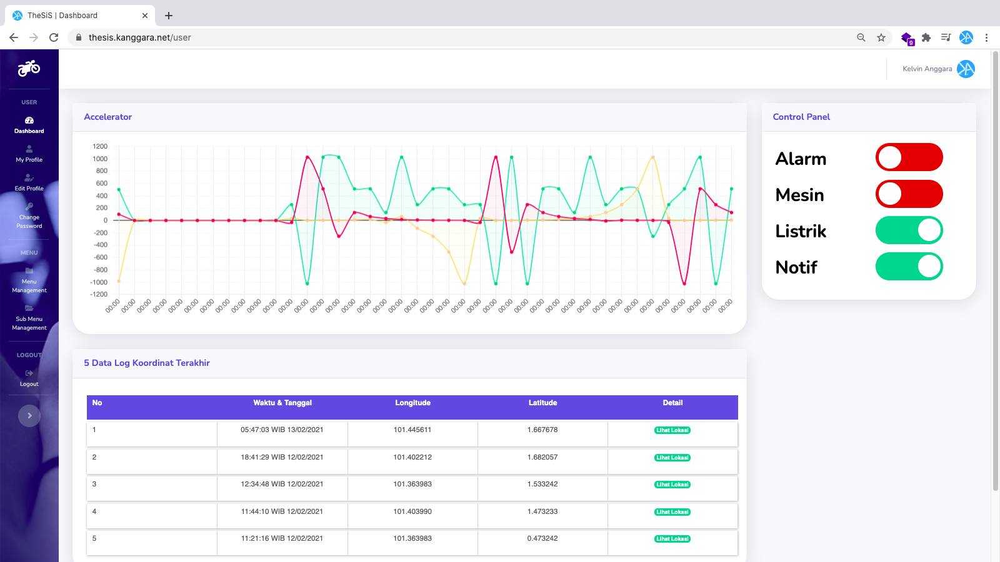 TheSiS | Dashboard
thesis.kanggara.net/user
9
Kelvin Anggara
USER
Dashboard
My Profile
Edit Profile
Change
Password
MENU
Menu
Management
Sub Menu
Management
LOGOUT
Logout
Accelerator
1200
1000
800
600
400
200
0
-200
-400
-600
-800
-1000
-1200
00:00 00:00 00:00 00:00 00:00 00:00 00:00 00:00 00:00 00:00 00:00 00:00 00:00 00:00 00:00 00:00 00:00 00:00 00:00 00:00 00:00 00:00 00:00 00:00 00:00 00:00 00:00 00:00 00:00 00:00 00:00 00:00 00:00 00:00 00:00 00:00 00:00 00:00 00:00 00:00
Control Panel
Alarm
Mesin
Listrik
Notif
5 Data Log Koordinat Terakhir
No Waktu & Tanggal Longitude Latitude Detail
1 05:47:03 WIB 13/02/2021 101.445611 1.667678 Lihat Lokasi
2 18:41:29 WIB 12/02/2021 101.402212 1.682057 Lihat Lokasi
3 12:34:48 WIB 12/02/2021 101.363983 1.533242 Lihat Lokasi
4 11:44:10 WIB 12/02/2021 101.403990 1.473233 Lihat Lokasi
5 11:21:16 WIB 12/02/2021 101.363983 0.473242 Lihat Lokasi